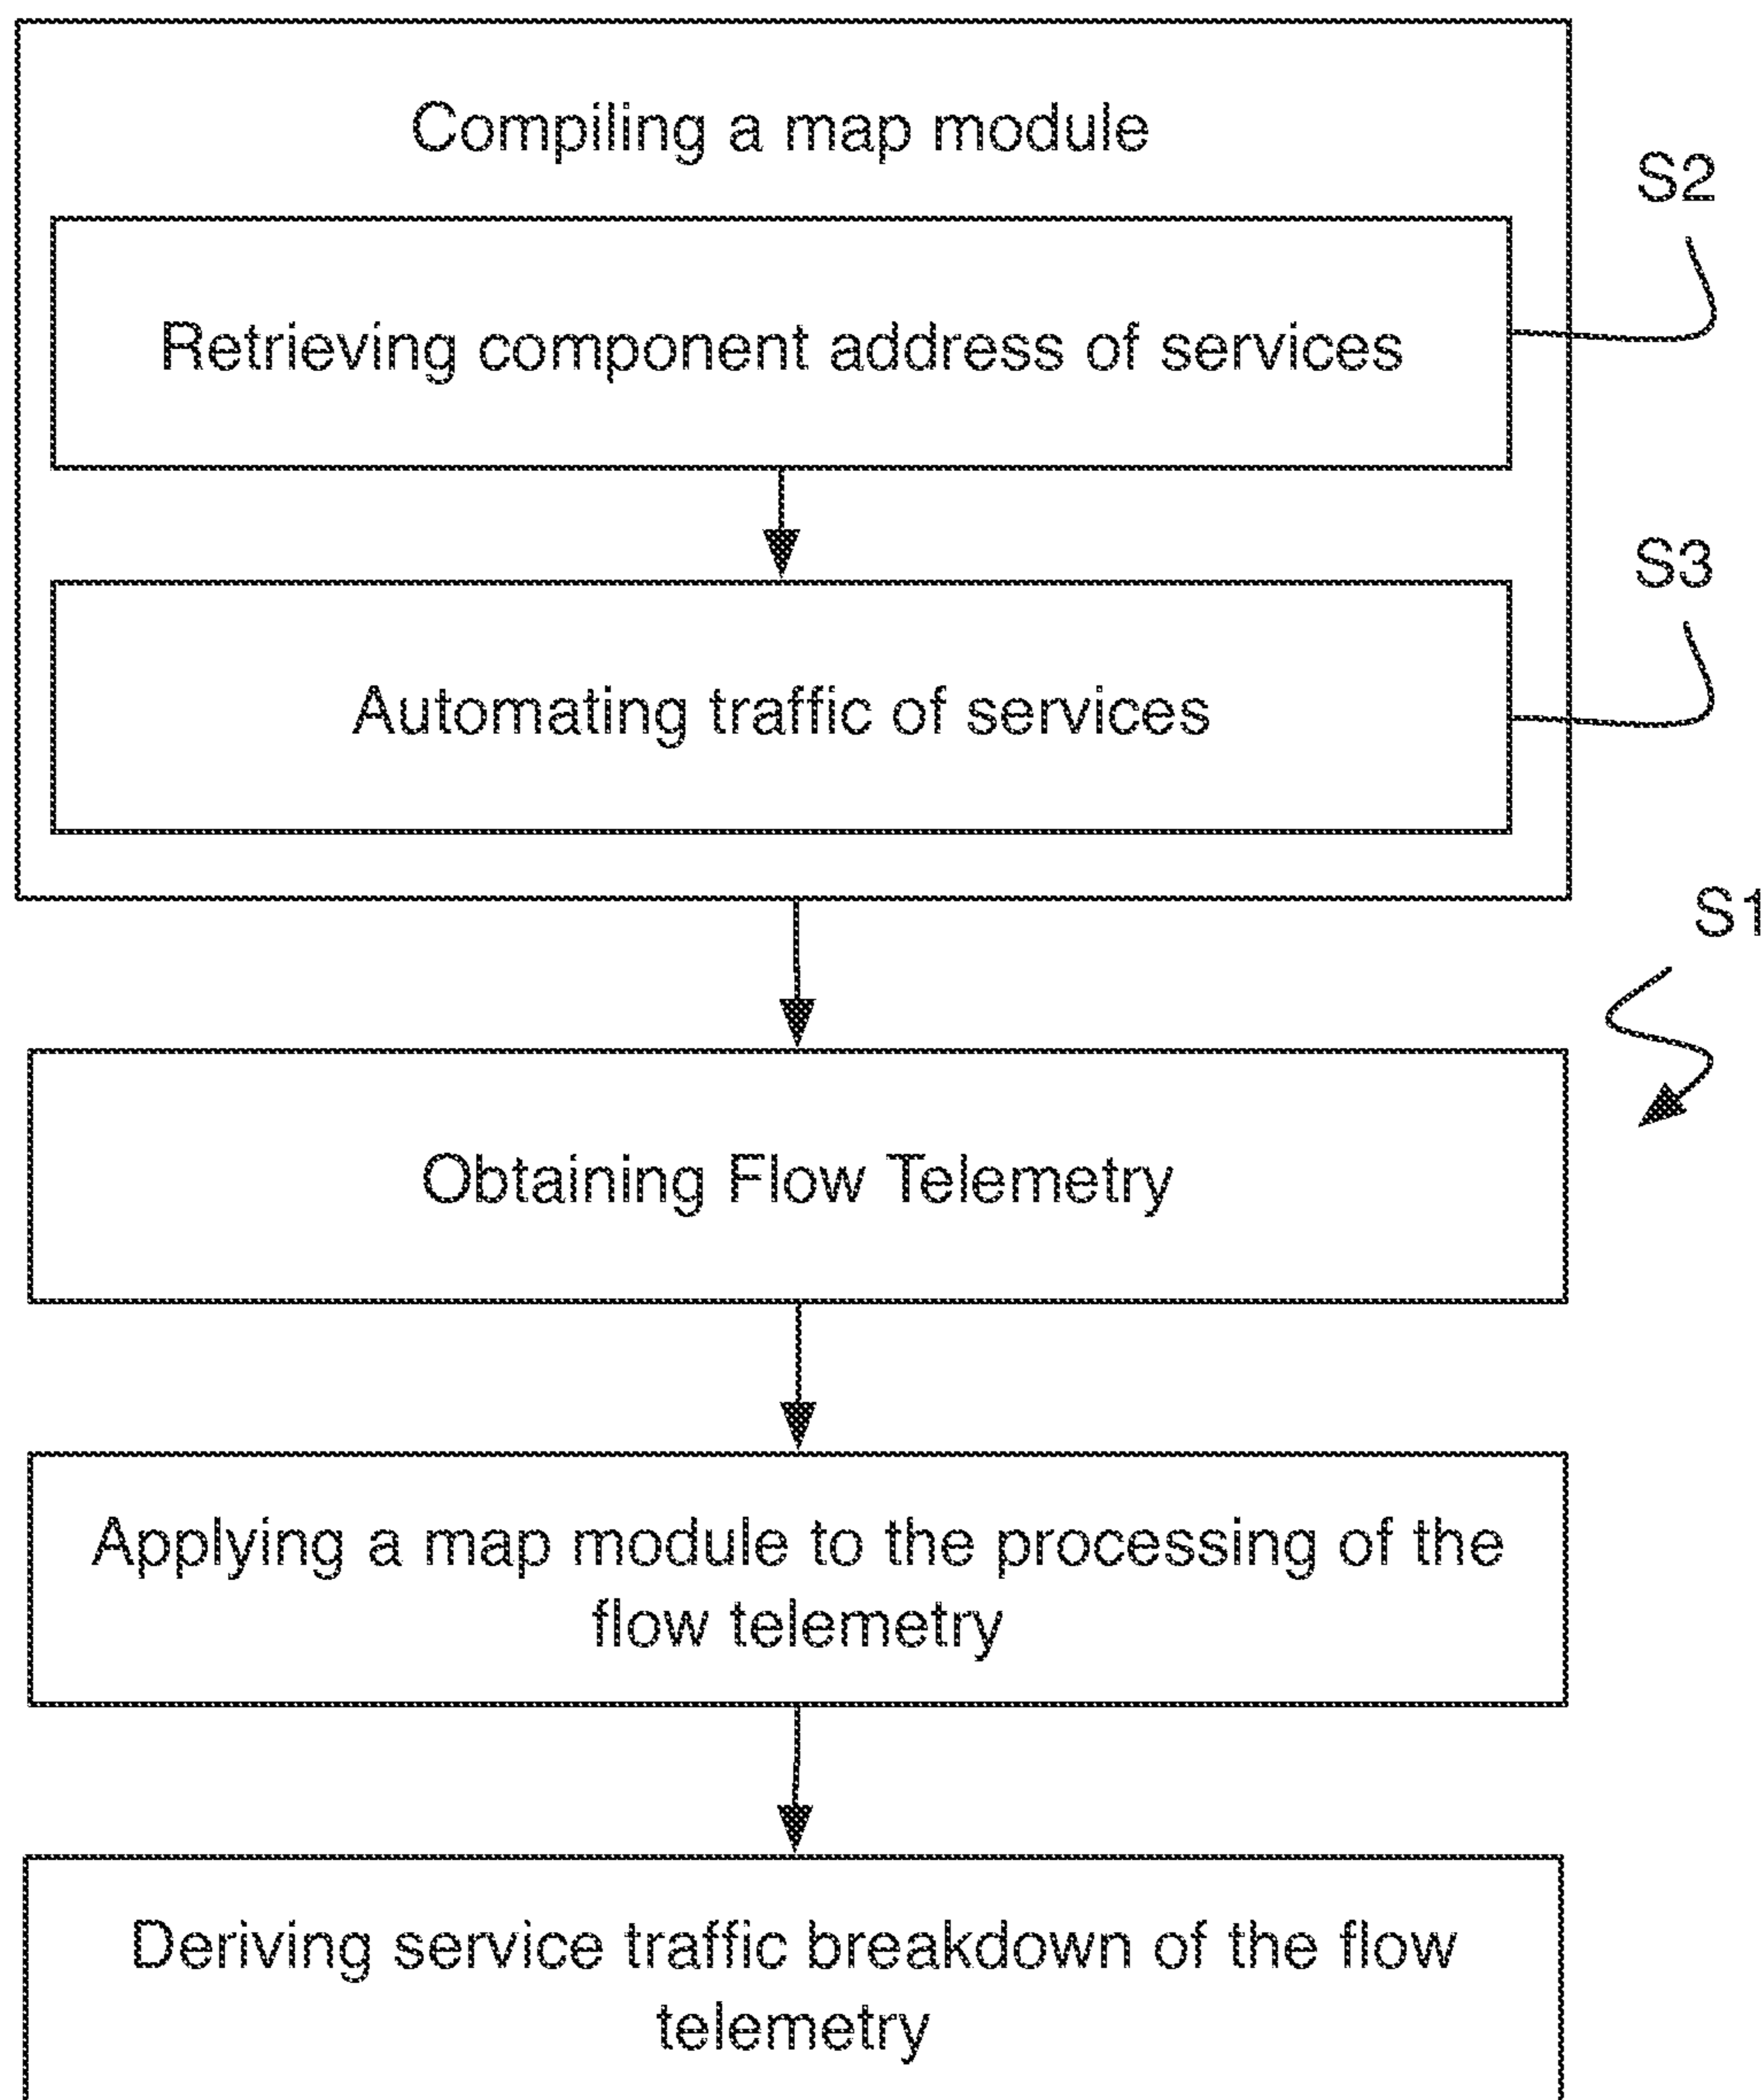 Compiling a map module
S2
Retrieving component address of services
S3
Automating traffic of services
S1
Obtaining Flow Telemetry
Applying a map module to the processing of the
flow telemetry
Deriving service traffic breakdown of the flow
telemetry